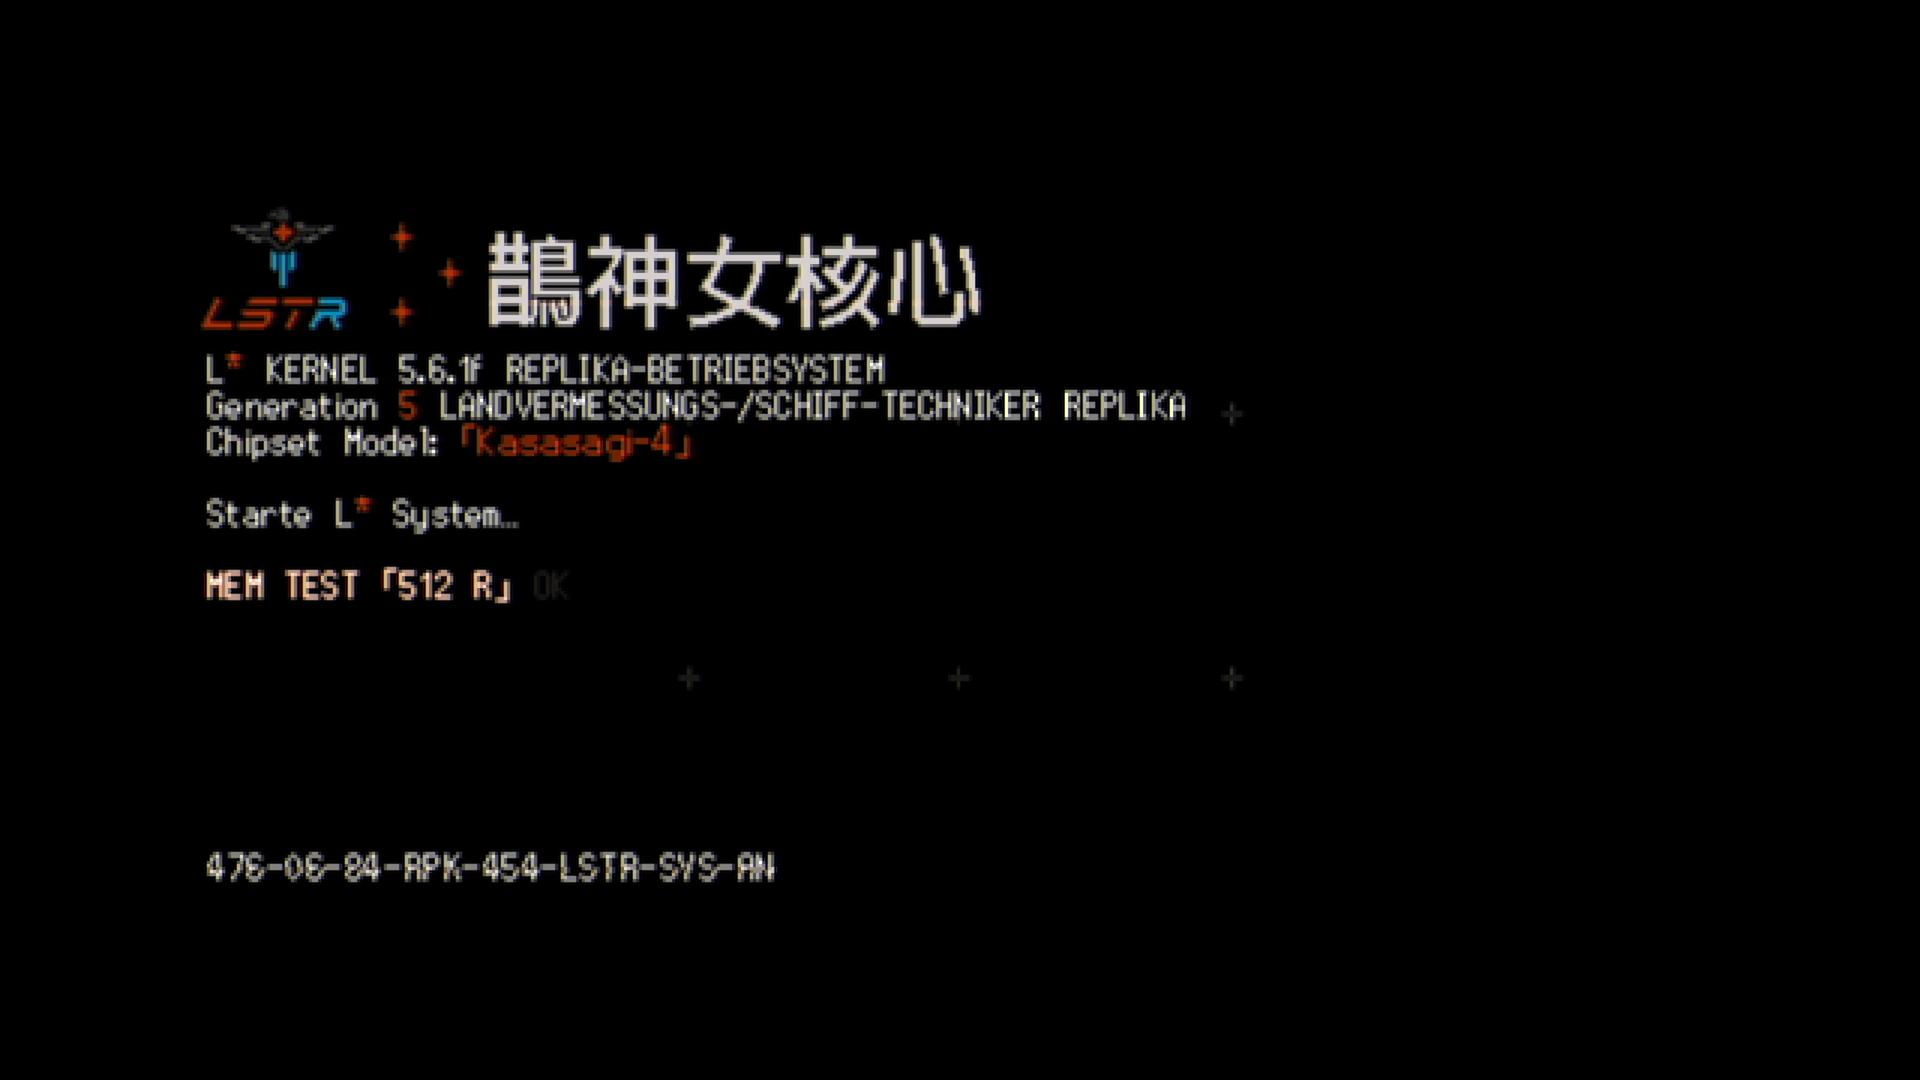 LSTR
鵲神女核心
L* KERNEL 5.6.1f REPLIKA-BETRIEBSYSTEM
Generation 5 LANDVERMESSUNGS-/SCHIFF-TECHNIKER REPLIKA
Chipset Model: 「Kasasagi-4」
Starte L* System…
MEM TEST 「512 R」 OK
476-06-84-RPK-454-LSTR-SYS-AN